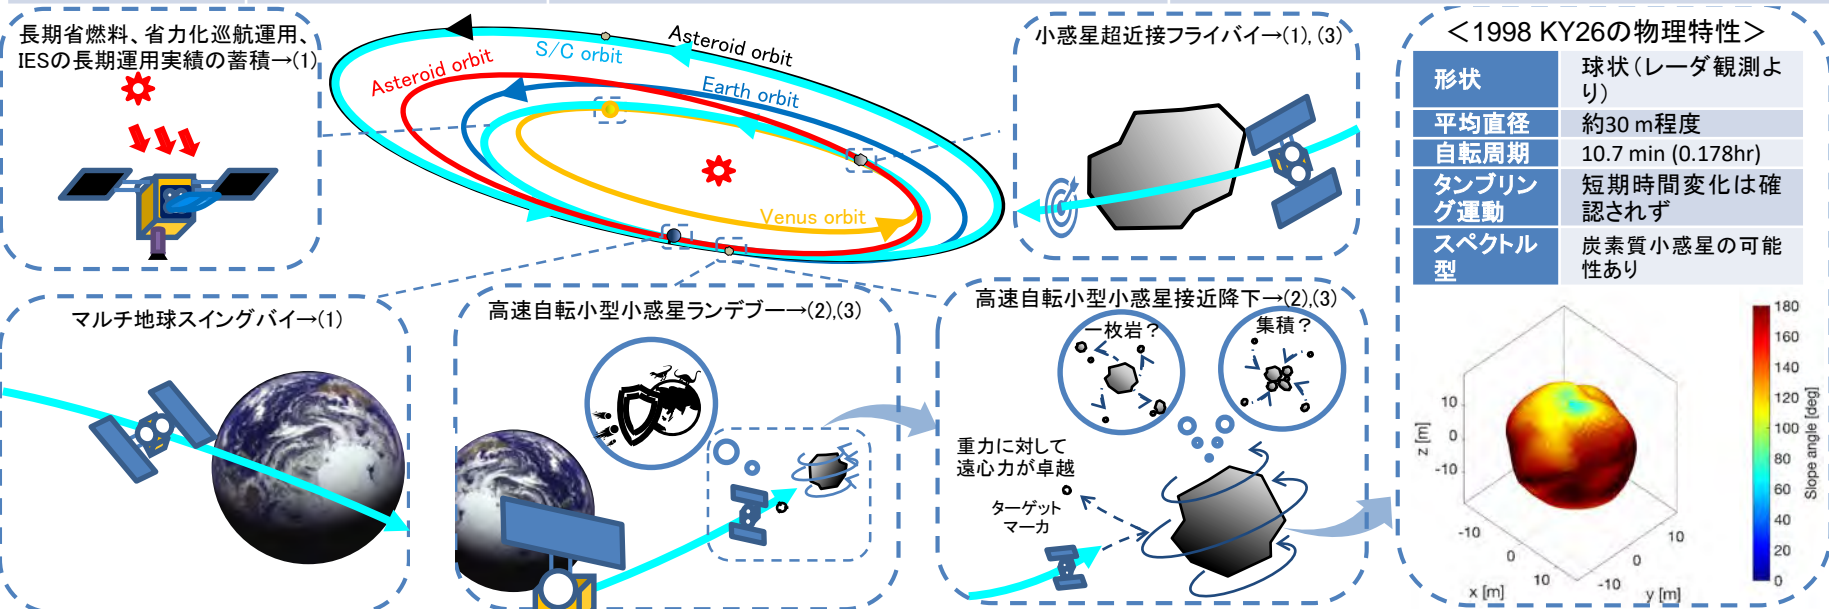 長期省燃料、省力化巡航運用、
IESの長期運用実績の蓄積→(1)
Asteroid orbit
S/C orbit
Asteroid orbit
Earth orbit
Venus orbit
小惑星超近接フライバイ→(1), (3)
マルチ地球スイングバイ→(1)
高速自転小型小惑星ランデブー→(2),(3)
高速自転小型小惑星接近降下→(2),(3)
一枚岩？
集積？
重力に対して
遠心力が卓越
ターゲット
マーカ
＜1998 KY26の物理特性＞
形状
球状（レーダ観測よ
り）
平均直径
約30 m程度
自転周期
10.7 min (0.178hr)
タンブリン
グ運動
短期時間変化は確
認されず
スペクトル
型
炭素質小惑星の可能
性あり
10
0
-10
z [m]
-10
0
10
x [m]
10
0
-10
y [m]
180
160
140
120
100
80
60
40
20
0
Slope angle [deg]